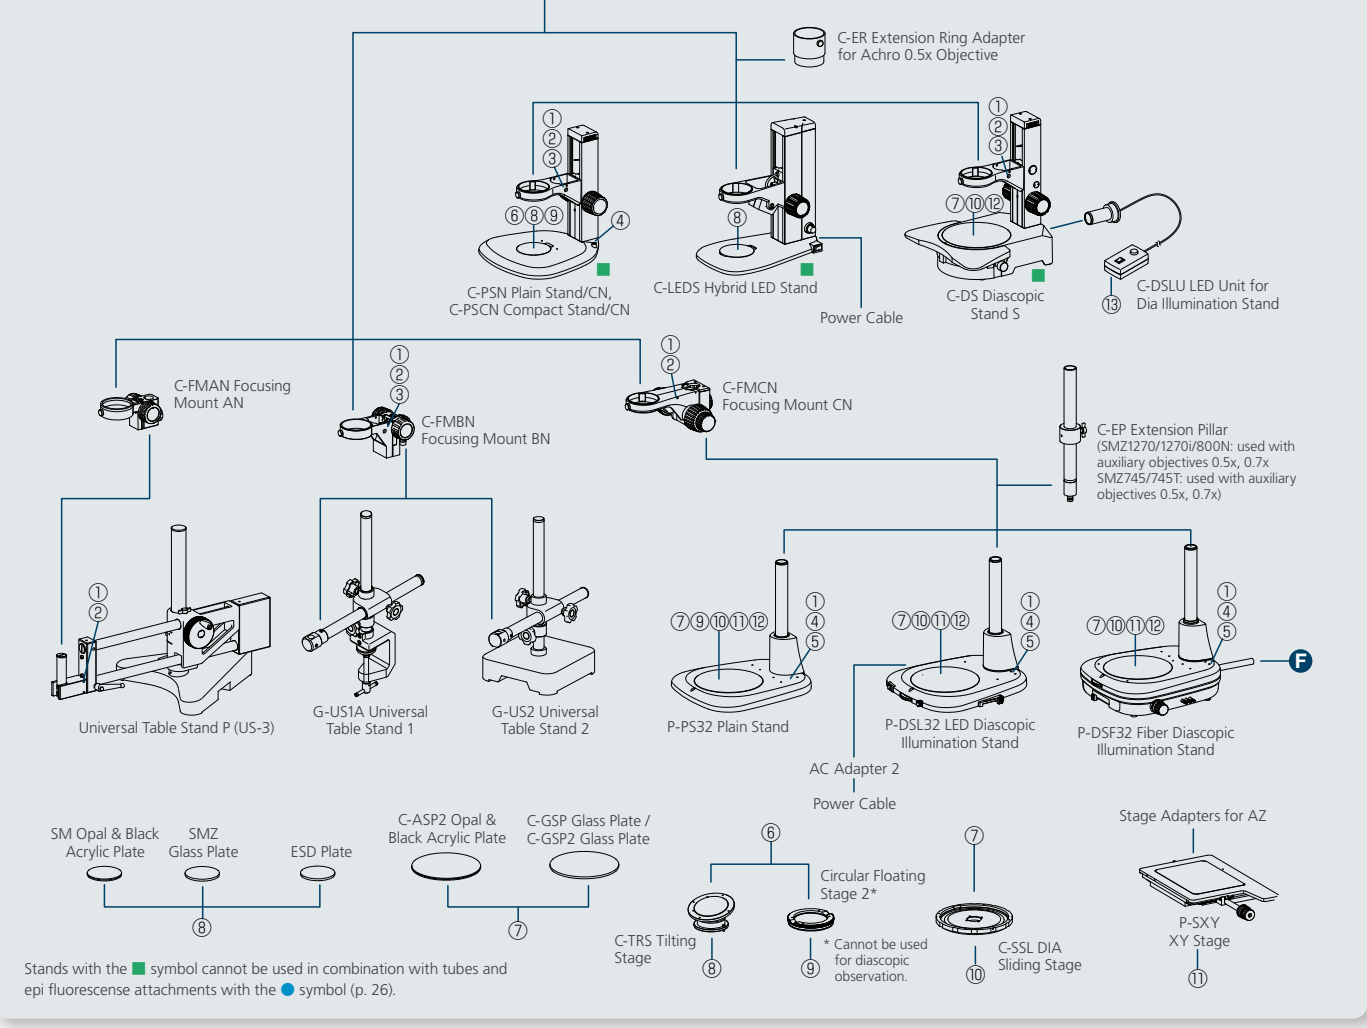 C-ER Extension Ring Adapter
for Achro 0.5x Objective
①
②
③
⑥⑧⑨
④
C-PSN Plain Stand/CN,
C-PSCN Compact Stand/CN
⑧
C-LEDS Hybrid LED Stand
Power Cable
①
②
③
⑦⑩⑫
C-DS Diascopic
Stand S
⑬
C-DSLU LED Unit for
Dia Illumination Stand
C-FMAN Focusing
Mount AN
①
②
③
C-FMBN
Focusing Mount BN
①
②
C-FMCN
Focusing Mount CN
C-EP Extension Pillar
(SMZ1270/1270i/800N: used with
auxiliary objectives 0.5x, 0.7x
SMZ745/745T: used with auxiliary
objectives 0.5x, 0.7x)
①
②
Universal Table Stand P (US-3)
G-US1A Universal
Table Stand 1
G-US2 Universal
Table Stand 2
⑦⑨⑩⑪⑫
①
④
⑤
P-PS32 Plain Stand
⑦⑩⑪⑫
①
④
⑤
P-DSL32 LED Diascopic
Illumination Stand
AC Adapter 2
Power Cable
⑦⑩⑪⑫
①
④
⑤
F
P-DSF32 Fiber Diascopic
Illumination Stand
SM Opal & Black
Acrylic Plate
SMZ
Glass Plate
ESD Plate
⑧
C-ASP2 Opal &
Black Acrylic Plate
C-GSP Glass Plate /
C-GSP2 Glass Plate
⑦
⑥
C-TRS Tilting
Stage
⑧
Circular Floating
Stage 2*
* Cannot be used
for diascopic
observation.
⑨
⑦
C-SSL DIA
Sliding Stage
⑩
Stage Adapters for AZ
P-SXY
XY Stage
⑪
Stands with the ■ symbol cannot be used in combination with tubes and
epi fluorescense attachments with the ● symbol (p. 26).